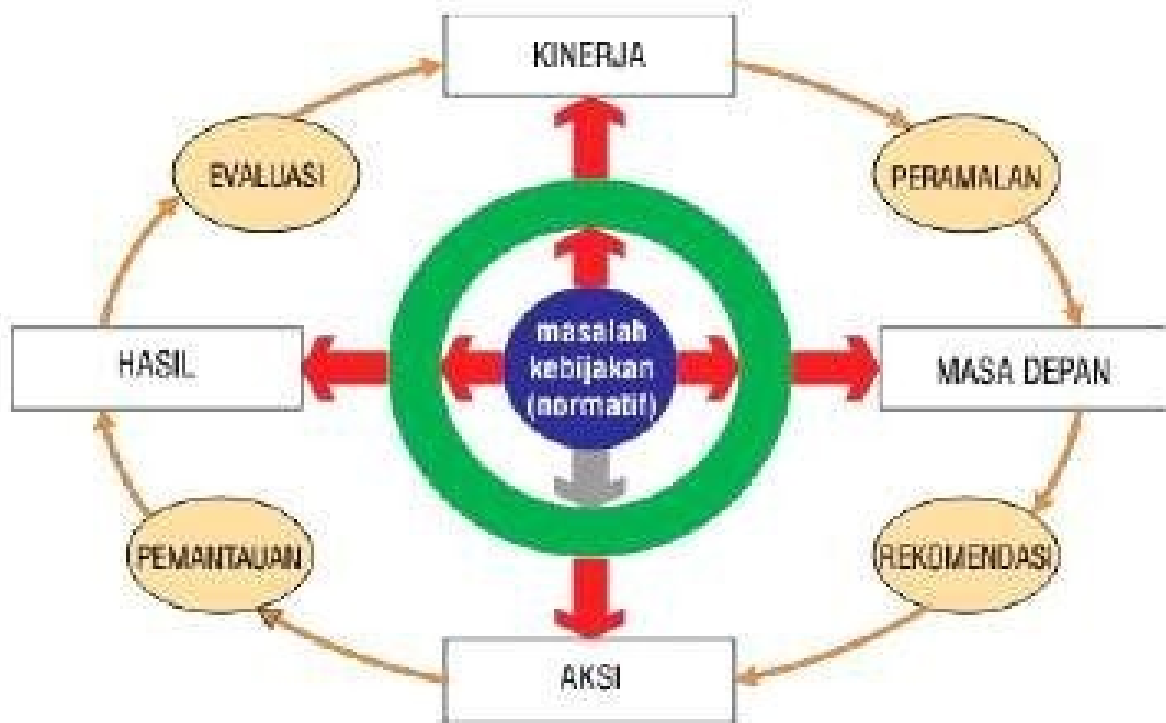 KINERJA
EVALUASI
PERAMALAN
masalah
kebijakan
(normatif)
HASIL
MASA DEPAN
PEMANTAUAN
REKOMENDASI
AKSI